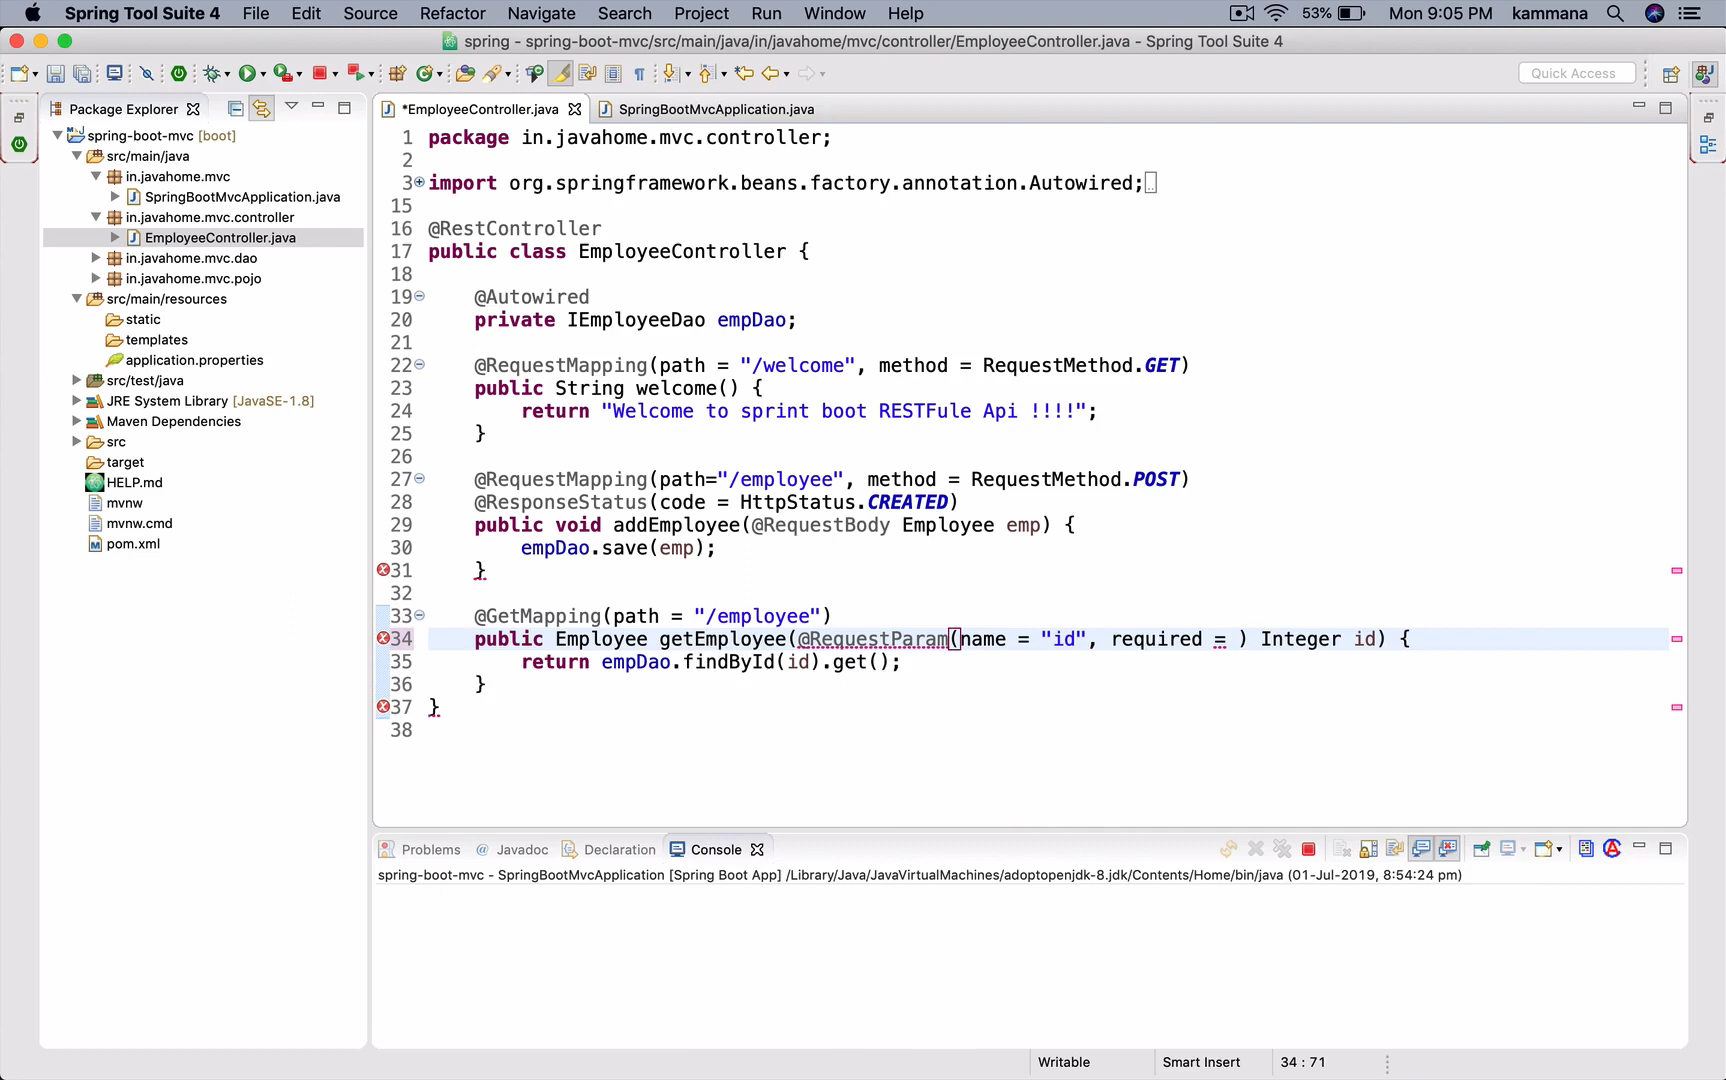 Spring Tool Suite 4 File Edit Source Refactor Navigate Search Project Run Window Help 53% Mon 9:05 PM kammana
spring - spring-boot-mvc/src/main/java/in/javahome/mvc/controller/EmployeeController.java - Spring Tool Suite 4
Quick Access
Package Explorer
spring-boot-mvc [boot]
src/main/java
in.javahome.mvc
SpringBootMvcApplication.java
in.javahome.mvc.controller
EmployeeController.java
in.javahome.mvc.dao
in.javahome.mvc.pojo
src/main/resources
static
templates
application.properties
src/test/java
JRE System Library [JavaSE-1.8]
Maven Dependencies
src
target
HELP.md
mvnw
mvnw.cmd
pom.xml
*EmployeeController.java SpringBootMvcApplication.java
1 package in.javahome.mvc.controller;
2
3 import org.springframework.beans.factory.annotation.Autowired;
15
16 @RestController
17 public class EmployeeController {
18
19 @Autowired
20 private IEmployeeDao empDao;
21
22 @RequestMapping(path = "/welcome", method = RequestMethod.GET)
23 public String welcome() {
24 return "Welcome to sprint boot RESTFule Api !!!!";
25 }
26
27 @RequestMapping(path="/employee", method = RequestMethod.POST)
28 @ResponseStatus(code = HttpStatus.CREATED)
29 public void addEmployee(@RequestBody Employee emp) {
30 empDao.save(emp);
31 }
32
33 @GetMapping(path = "/employee")
34 public Employee getEmployee(@RequestParam(name = "id", required = ) Integer id) {
35 return empDao.findById(id).get();
36 }
37 }
38
Problems @ Javadoc Declaration Console
spring-boot-mvc - SpringBootMvcApplication [Spring Boot App] /Library/Java/JavaVirtualMachines/adoptopenjdk-8.jdk/Contents/Home/bin/java (01-Jul-2019, 8:54:24 pm)
Writable Smart Insert 34 : 71